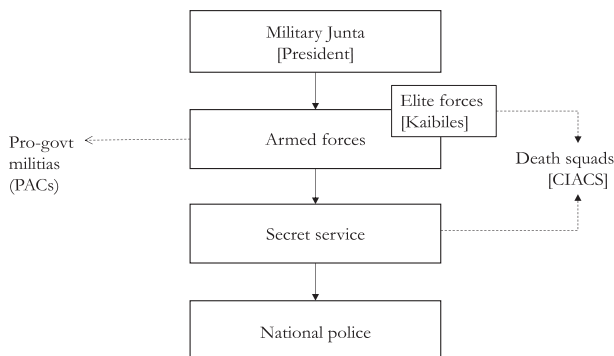 Military Junta
[President]
Elite forces
[Kaibiles]
Armed forces
Pro-govt
militias
(PACs)
Death squads
[CIACS]
Secret service
National police